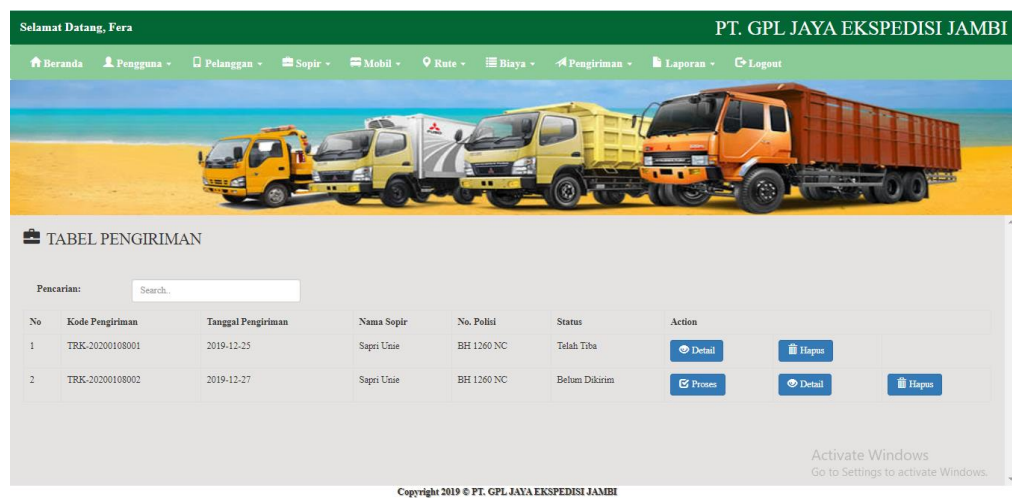 Selamat Datang, Fera
PT. GPL JAYA EKSPEDISI JAMBI
Beranda Pengguna Pelanggan Sopir Mobil Rute Biaya Pengiriman Laporan Logout
TABEL PENGIRIMAN
Pencarian: Search..
No Kode Pengiriman Tanggal Pengiriman Nama Sopir No. Polisi Status Action
1 TRK-20200108001 2019-12-25 Sapri Unie BH 1260 NC Telah Tiba Detail Hapus
2 TRK-20200108002 2019-12-27 Sapri Unie BH 1260 NC Belum Dikirim Proses Detail Hapus
Activate Windows
Go to Settings to activate Windows.
Copyright 2019 © PT. GPL JAYA EKSPEDISI JAMBI